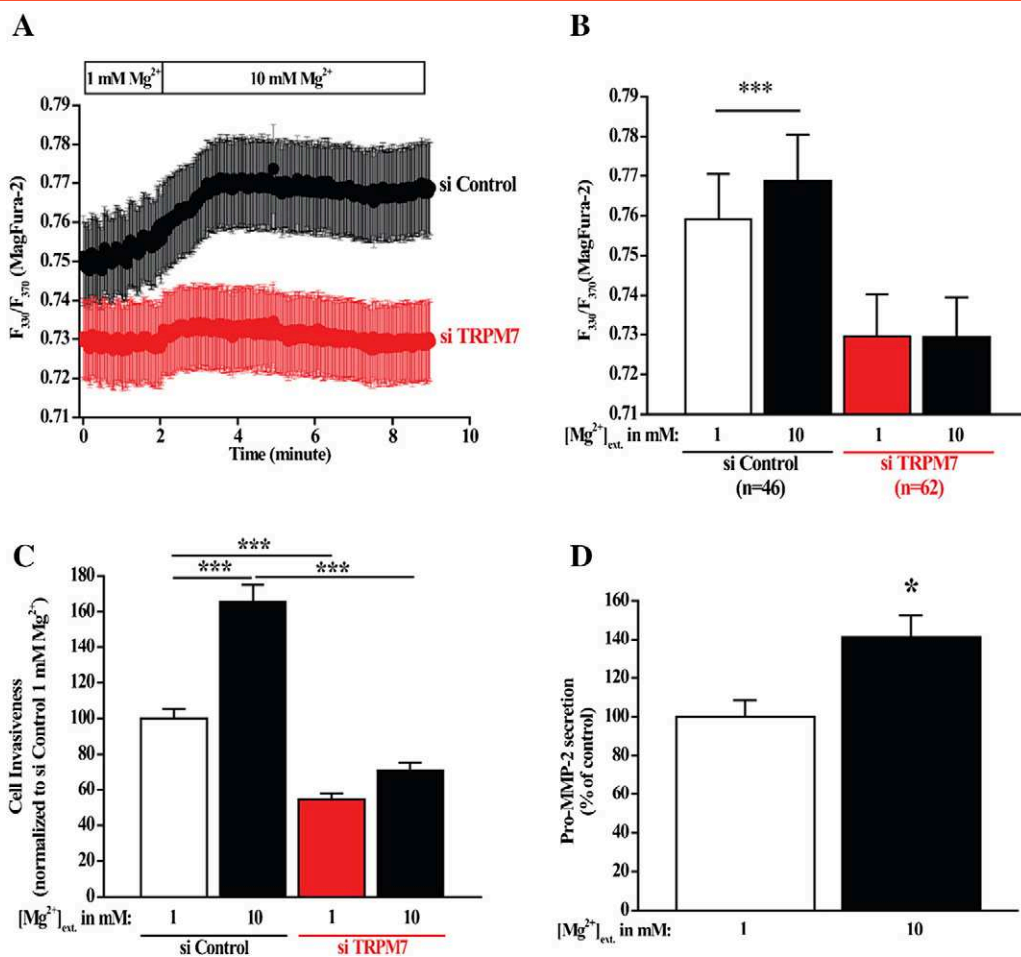 A
1 mM Mg²⁺ 10 mM Mg²⁺
0.79
0.78
0.77
0.76
0.75
0.74
0.73
0.72
0.71
F₃₃₀/F₃₇₀ (MagFura-2)
si Control
si TRPM7
0 2 4 6 8 10
Time (minute)
B
***
0.79
0.78
0.77
0.76
0.75
0.74
0.73
0.72
0.71
F₃₃₀/F₃₇₀(MagFura-2)
[Mg²⁺]ext. in mM: 1 10 1 10
si Control si TRPM7
(n=46) (n=62)
C
***
*** ***
180
160
140
120
100
80
60
40
20
0
Cell Invasiveness
(normalized to si Control 1 mM Mg²⁺)
[Mg²⁺]ext. in mM: 1 10 1 10
si Control si TRPM7
D
*
160
140
120
100
80
60
40
20
0
Pro-MMP-2 secretion
(% of control)
[Mg²⁺]ext. in mM: 1 10